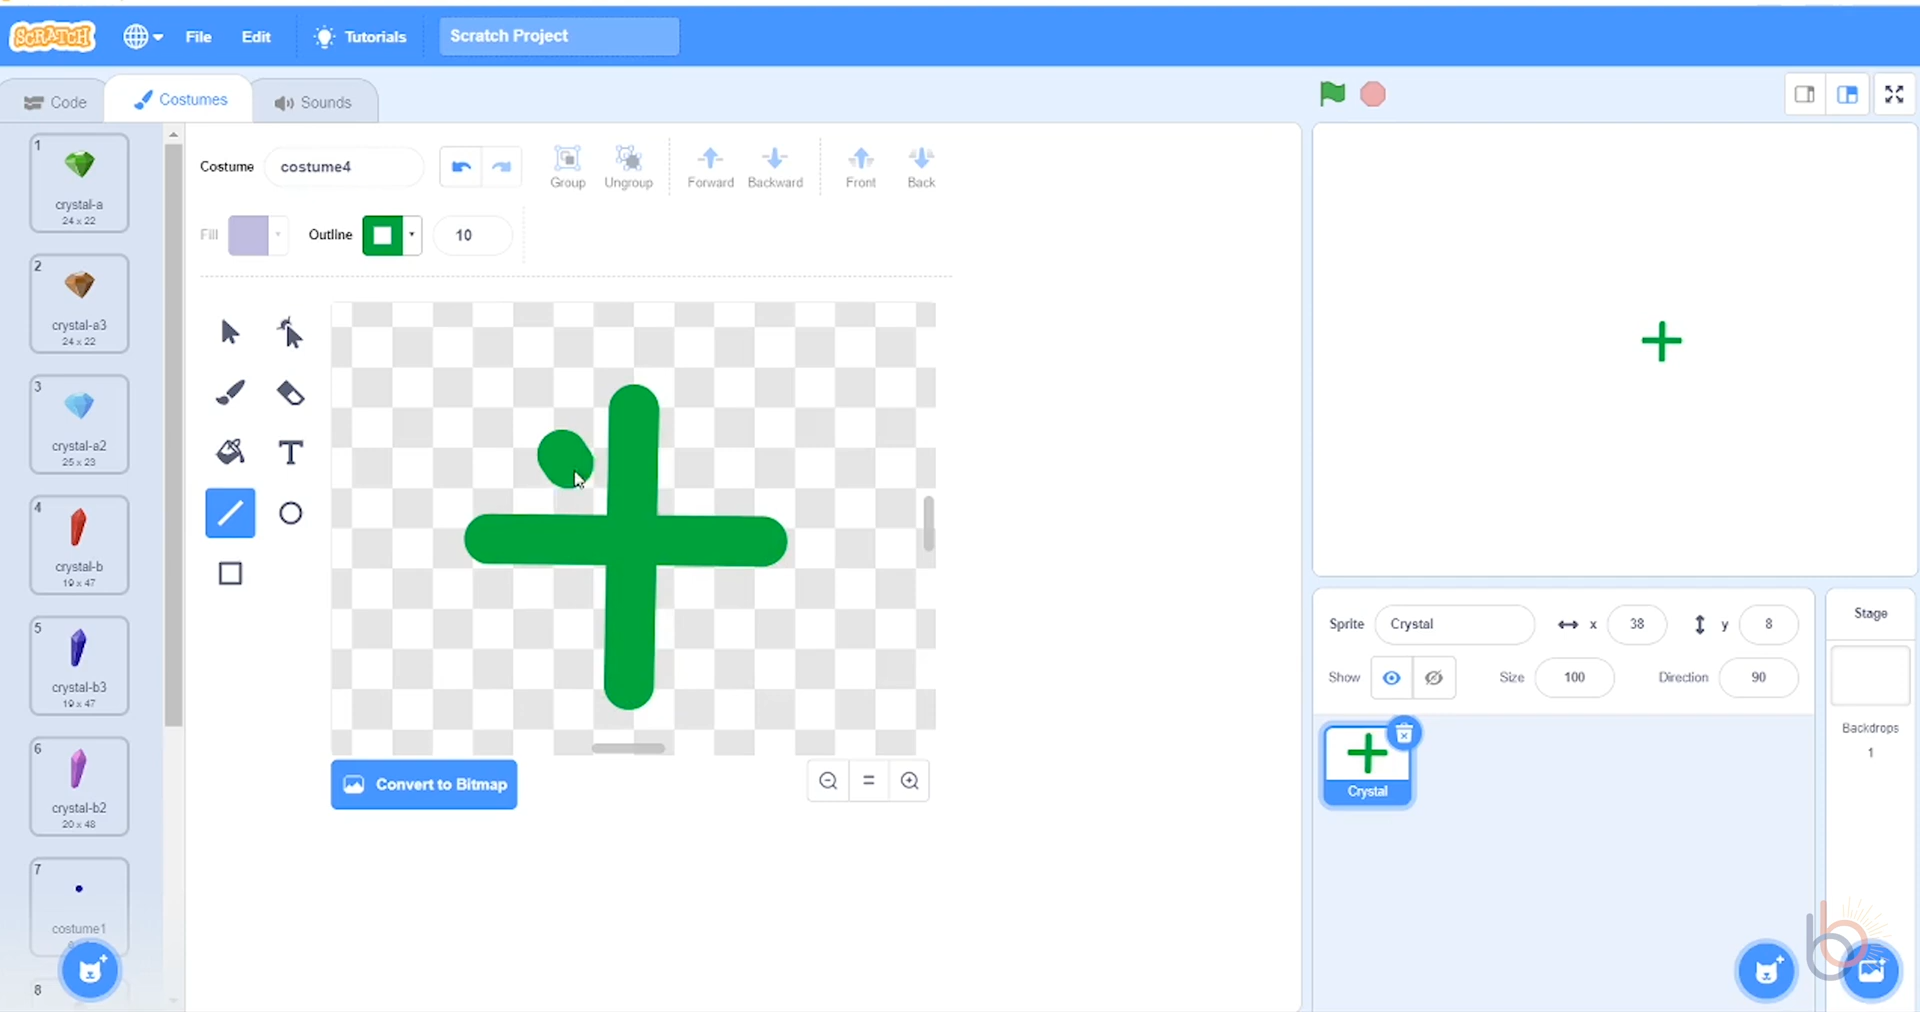 SCRATCH
File
Edit
Tutorials
Scratch Project
Code
Costumes
Sounds
Costume
costume4
Group
Ungroup
Forward
Backward
Front
Back
Fill
Outline
10
1
crystal-a
24 x 22
2
crystal-a3
24 x 22
3
crystal-a2
25 x 23
4
crystal-b
19 x 47
5
crystal-b3
19 x 47
6
crystal-b2
20 x 48
7
costume1
8
T
Convert to Bitmap
Sprite
Crystal
x
38
y
8
Show
Size
100
Direction
90
Crystal
Stage
Backdrops
1